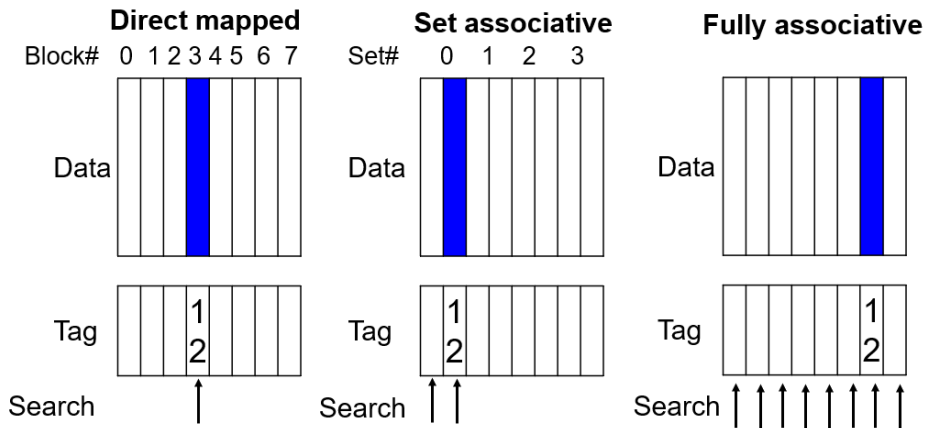 Direct mapped
Block# 0 1 2 3 4 5 6 7
Data
Tag
1
2
Search
Set associative
Set# 0 1 2 3
Data
Tag
1
2
Search
Fully associative
Data
Tag
1
2
Search